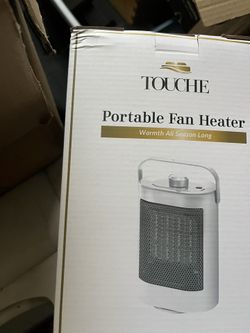 TOUCHE
Portable Fan Heater
Warmth All Season Long